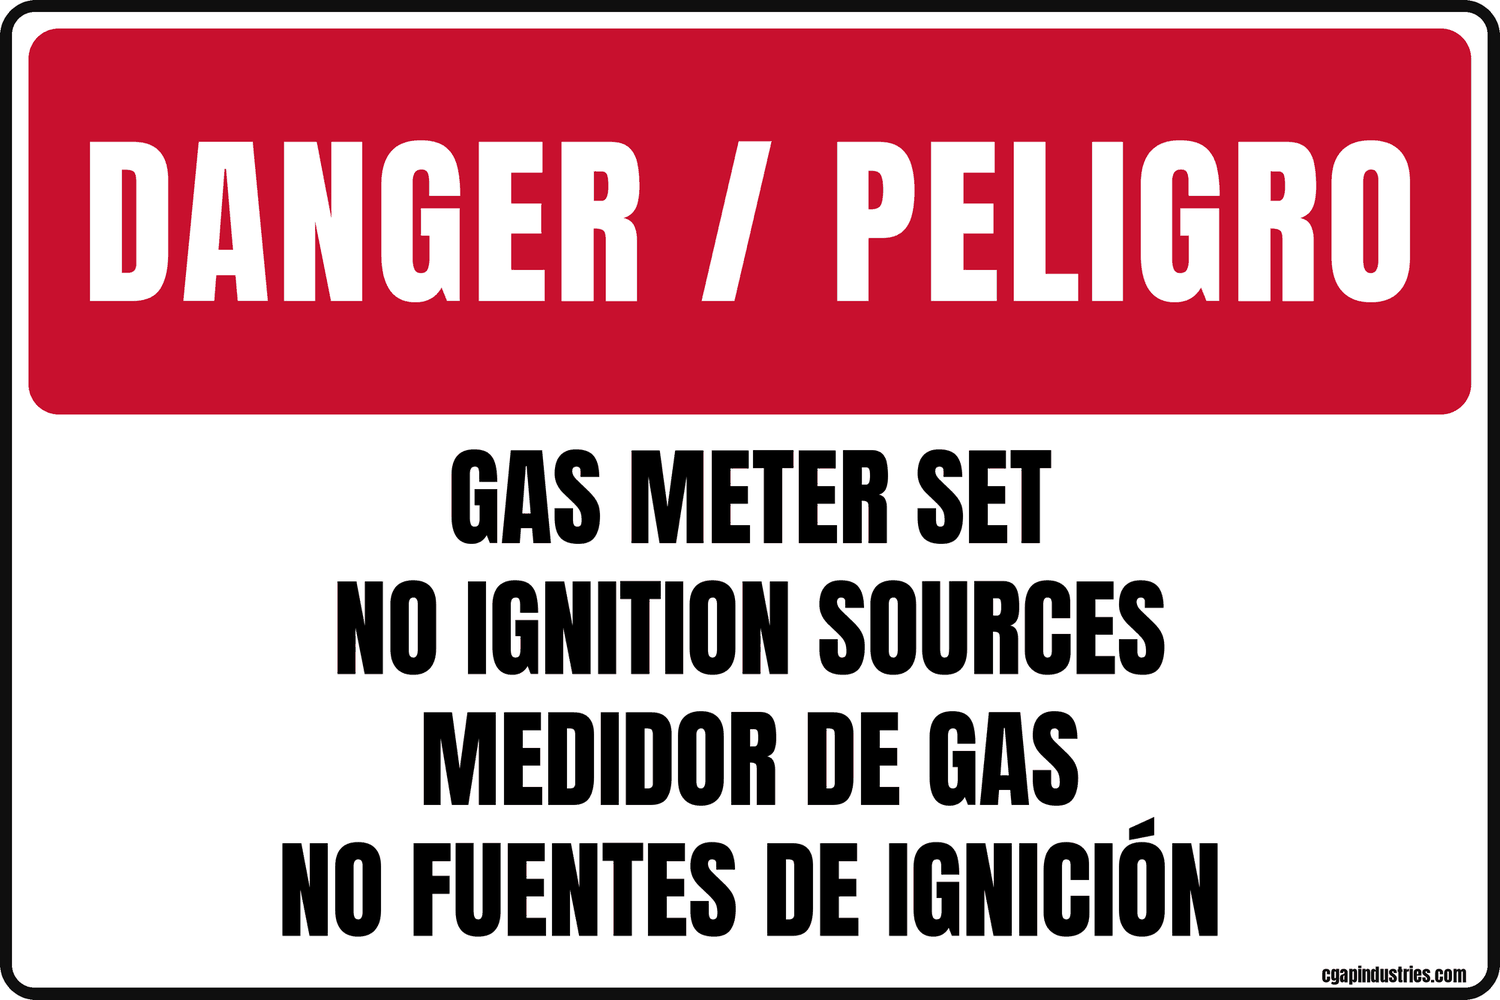 DANGER / PELIGRO
GAS METER SET
NO IGNITION SOURCES
MEDIDOR DE GAS
NO FUENTES DE IGNICIÓN
cgapindustries.com